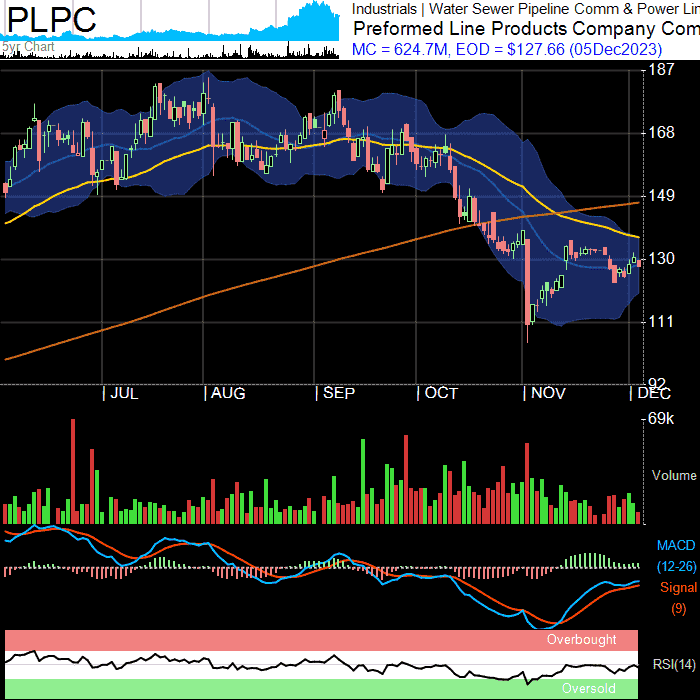 PLPC
5yr Chart
Industrials | Water Sewer Pipeline Comm & Power Lin
Preformed Line Products Company Com
MC = 624.7M, EOD = $127.66 (05Dec2023)
187
168
149
130
111
92
JUL
AUG
SEP
OCT
NOV
DEC
69k
Volume
MACD
(12-26)
Signal
(9)
Overbought
RSI(14)
Oversold